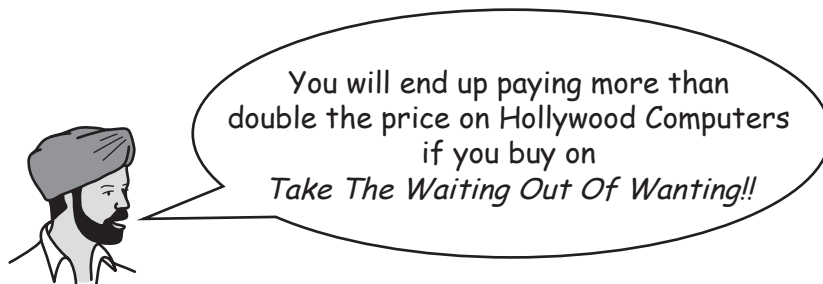 You will end up paying more than
double the price on Hollywood Computers
if you buy on
Take The Waiting Out Of Wanting!!